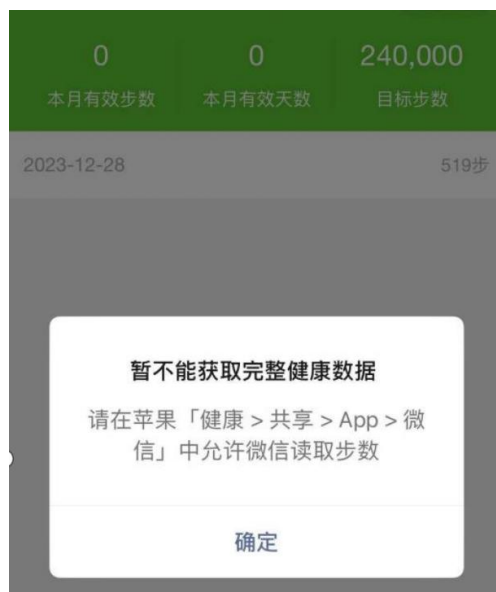 0 0 240,000
本月有效步数 本月有效天数 目标步数
2023-12-28 519步
暂不能获取完整健康数据
请在苹果「健康 > 共享 > App > 微
信」中允许微信读取步数
确定